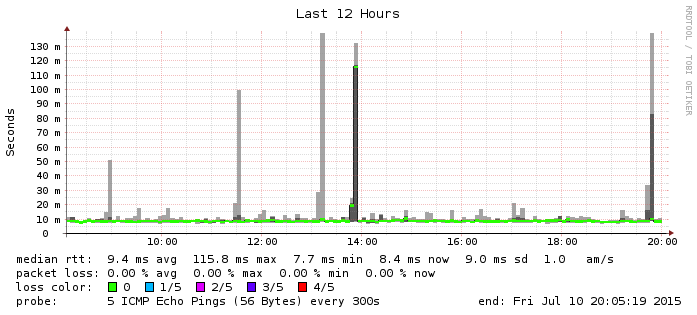 Last 12 Hours
RRDTOOL / TOBI OETIKER
Seconds
130 m
120 m
110 m
100 m
90 m
80 m
70 m
60 m
50 m
40 m
30 m
20 m
10 m
0
10:00 12:00 14:00 16:00 18:00 20:00
median rtt: 9.4 ms avg 115.8 ms max 7.7 ms min 8.4 ms now 9.0 ms sd 1.0 am/s
packet loss: 0.00 % avg 0.00 % max 0.00 % min 0.00 % now
loss color: 0 1/5 2/5 3/5 4/5
probe: 5 ICMP Echo Pings (56 Bytes) every 300s end: Fri Jul 10 20:05:19 2015